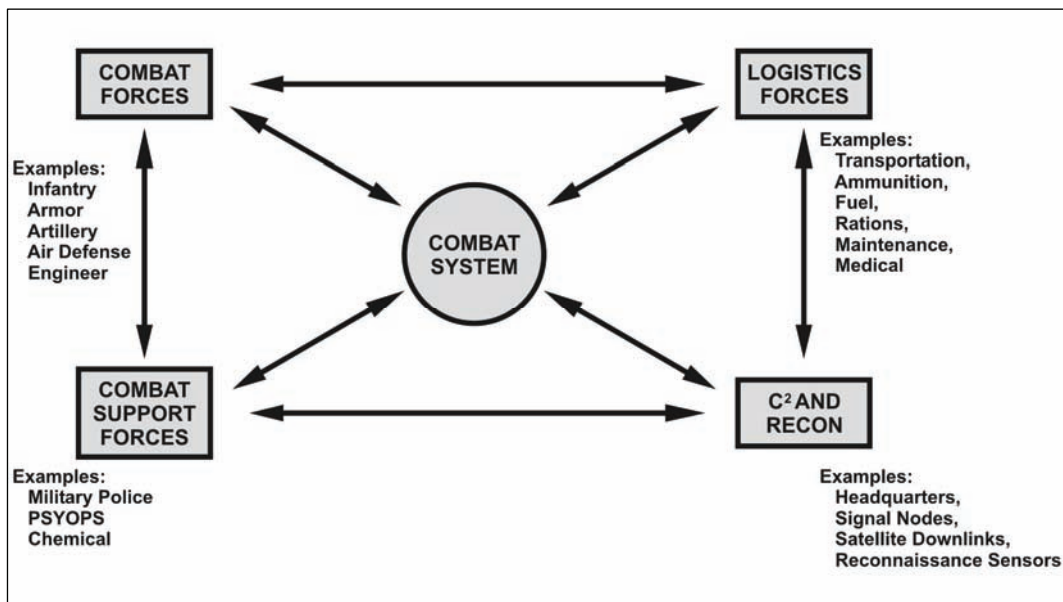 COMBAT
FORCES
LOGISTICS
FORCES
Examples:
Infantry
Armor
Artillery
Air Defense
Engineer
Examples:
Transportation,
Ammunition,
Fuel,
Rations,
Maintenance,
Medical
COMBAT
SYSTEM
COMBAT
SUPPORT
FORCES
C² AND
RECON
Examples:
Military Police
PSYOPS
Chemical
Examples:
Headquarters,
Signal Nodes,
Satellite Downlinks,
Reconnaissance Sensors